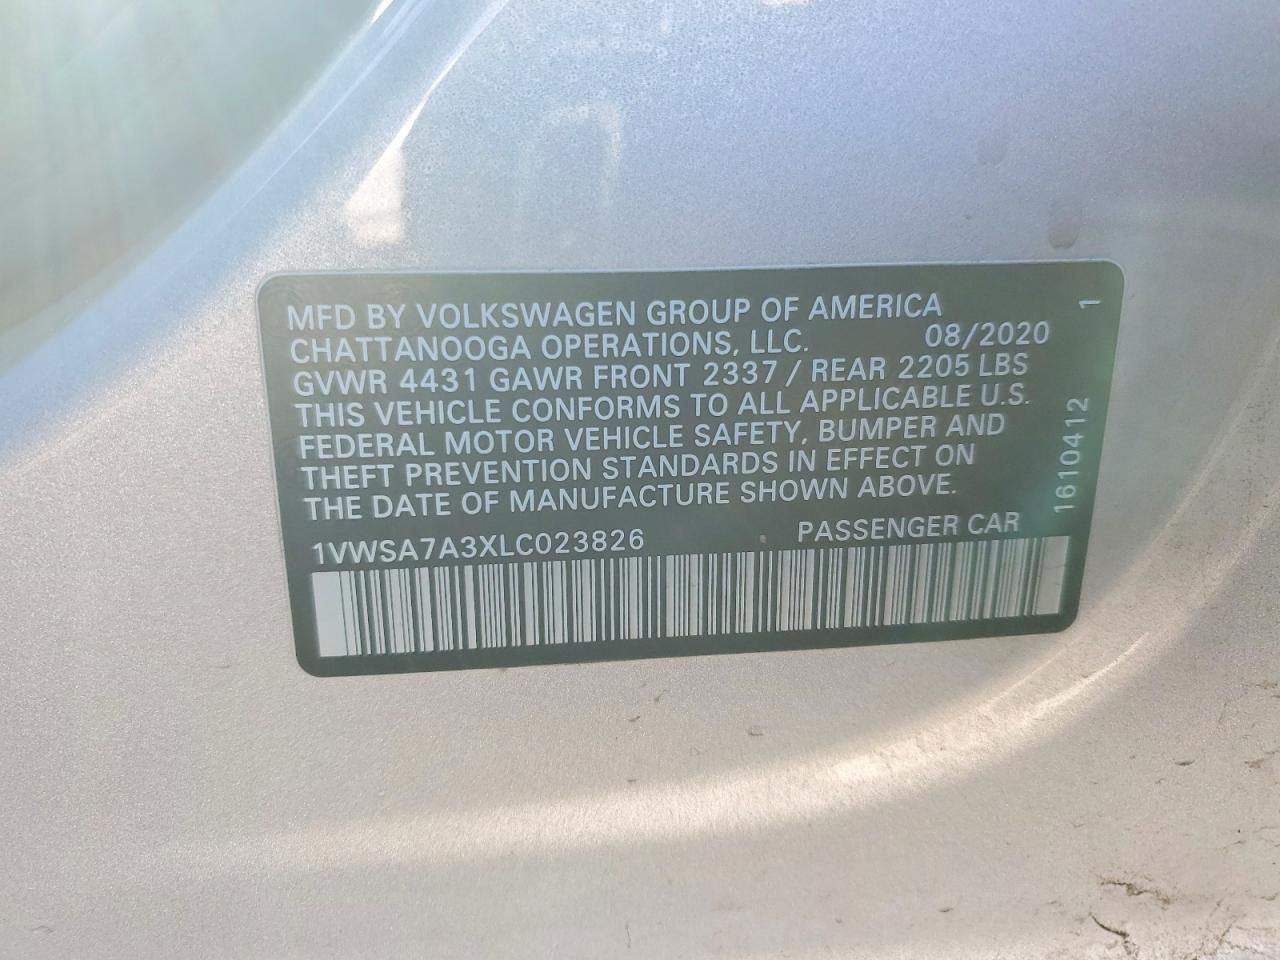 MFD BY VOLKSWAGEN GROUP OF AMERICA
CHATTANOOGA OPERATIONS, LLC. 08/2020
GVWR 4431 GAWR FRONT 2337 / REAR 2205 LBS
THIS VEHICLE CONFORMS TO ALL APPLICABLE U.S.
FEDERAL MOTOR VEHICLE SAFETY, BUMPER AND
THEFT PREVENTION STANDARDS IN EFFECT ON
THE DATE OF MANUFACTURE SHOWN ABOVE.
1VWSA7A3XLC023826 PASSENGER CAR
1610412 1